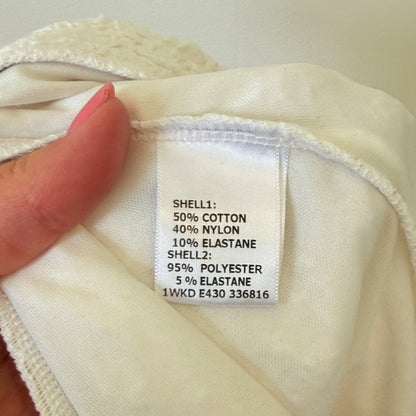 SHELL1:
50% COTTON
40% NYLON
10% ELASTANE
SHELL2:
95% POLYESTER
5% ELASTANE
1WKD E430 336816